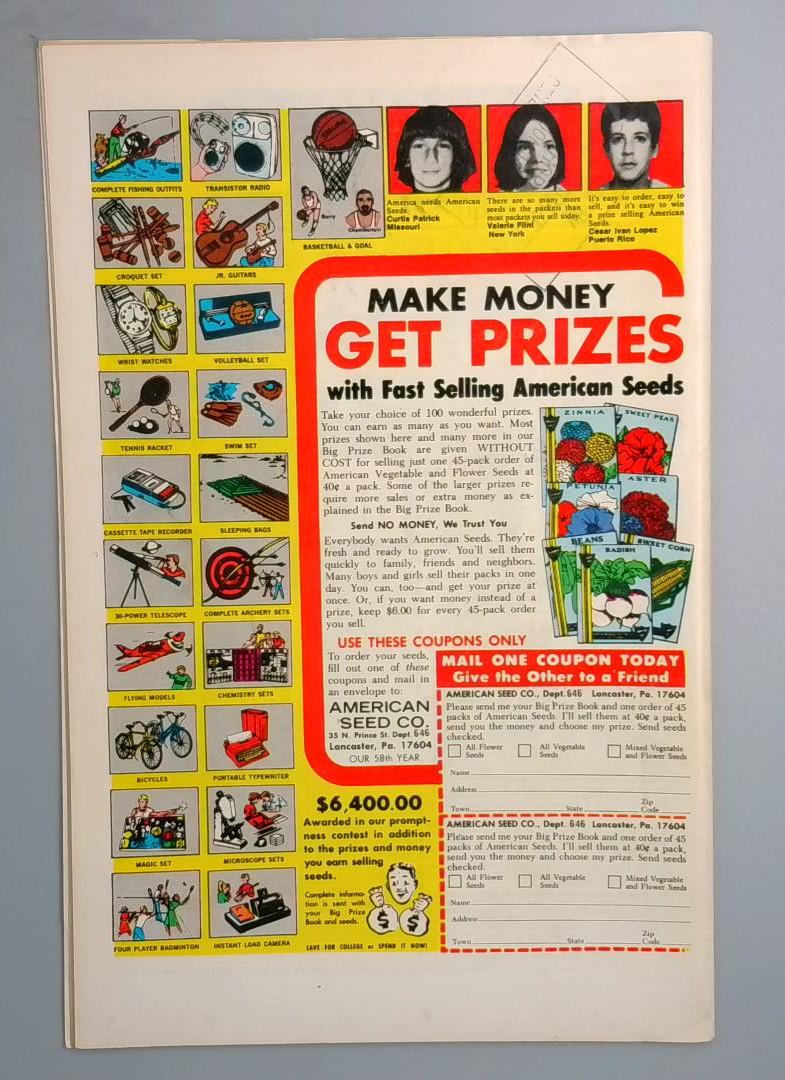 COMPLETE FISHING OUTFITS
TRANSISTOR RADIO
Spalding
Barry
Chamberlain
BASKETBALL & GOAL
America needs American
Seeds
Curtis Patrick
Missouri
There are so many more
seeds in the packets than
most packets you sell today.
Valerie Flint
New York
It's easy to order, easy to
sell, and it's easy to win
a prize selling American
Seeds.
Cesar Ivan Lopez
Puerto Rico
CROQUET SET
JR. GUITARS
WRIST WATCHES
VOLLEYBALL SET
TENNIS RACKET
SWIM SET
CASSETTE TAPE RECORDER
SLEEPING BAGS
30-POWER TELESCOPE
COMPLETE ARCHERY SETS
FLYING MODELS
CHEMISTRY SETS
BICYCLES
PORTABLE TYPEWRITER
MAGIC SET
MICROSCOPE SETS
FOUR PLAYER BADMINTON
INSTANT LOAD CAMERA
MAKE MONEY
GET PRIZES
with Fast Selling American Seeds
Take your choice of 100 wonderful prizes.
You can earn as many as you want. Most
prizes shown here and many more in our
Big Prize Book are given WITHOUT
COST for selling just one 45-pack order of
American Vegetable and Flower Seeds at
40¢ a pack. Some of the larger prizes re-
quire more sales or extra money as ex-
plained in the Big Prize Book.
Send NO MONEY, We Trust You
Everybody wants American Seeds. They're
fresh and ready to grow. You'll sell them
quickly to family, friends and neighbors.
Many boys and girls sell their packs in one
day. You can, too—and get your prize at
once. Or, if you want money instead of a
prize, keep $6.00 for every 45-pack order
you sell.
ZINNIA
SWEET PEAS
PETUNIA
ASTER
BEANS
RADISH
SWEET CORN
USE THESE COUPONS ONLY
To order your seeds,
fill out one of these
coupons and mail in
an envelope to:
AMERICAN
SEED CO.
35 N. Prince St. Dept. 646
Lancaster, Pa. 17604
OUR 58th YEAR
$6,400.00
Awarded in our prompt-
ness contest in addition
to the prizes and money
you earn selling
seeds.
Complete informa-
tion is sent with
your Big Prize
Book and seeds.
$ $
SAVE FOR COLLEGE or SPEND IT NOW!
MAIL ONE COUPON TODAY
Give the Other to a Friend
AMERICAN SEED CO., Dept. 646 Lancaster, Pa. 17604
Please send me your Big Prize Book and one order of 45
packs of American Seeds. I'll sell them at 40¢ a pack,
send you the money and choose my prize. Send seeds
checked.
All Flower Seeds
All Vegetable Seeds
Mixed Vegetable and Flower Seeds
Name
Address
Town State Zip Code
AMERICAN SEED CO., Dept. 646 Lancaster, Pa. 17604
Please send me your Big Prize Book and one order of 45
packs of American Seeds. I'll sell them at 40¢ a pack,
send you the money and choose my prize. Send seeds
checked.
All Flower Seeds
All Vegetable Seeds
Mixed Vegetable and Flower Seeds
Name
Address
Town State Zip Code